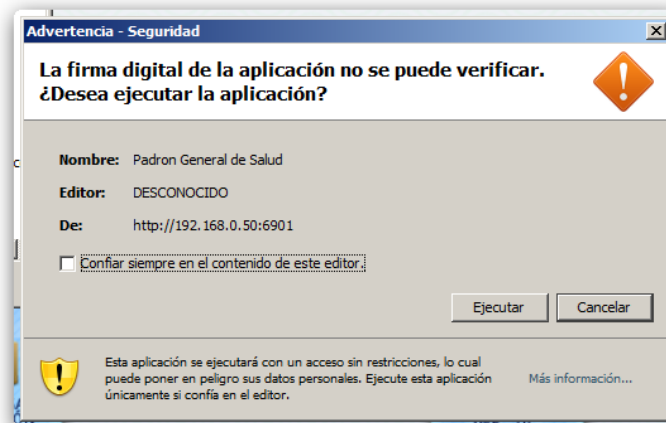 Advertencia - Seguridad
La firma digital de la aplicación no se puede verificar.
¿Desea ejecutar la aplicación?
Nombre: Padron General de Salud
Editor: DESCONOCIDO
De: http://192.168.0.50:6901
Confiar siempre en el contenido de este editor.
Ejecutar Cancelar
Esta aplicación se ejecutará con un acceso sin restricciones, lo cual
puede poner en peligro sus datos personales. Ejecute esta aplicación
únicamente si confía en el editor.
Más información...